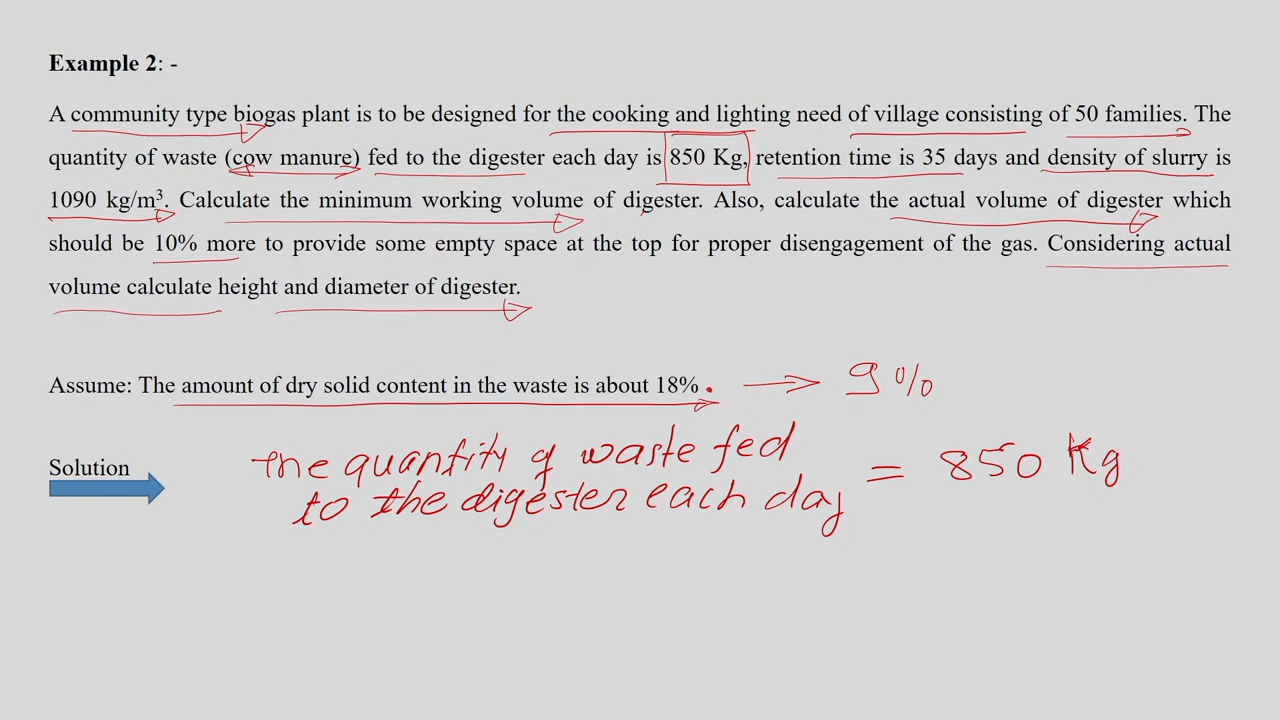 Example 2: -
A community type biogas plant is to be designed for the cooking and lighting need of village consisting of 50 families. The
quantity of waste (cow manure) fed to the digester each day is 850 Kg, retention time is 35 days and density of slurry is
1090 kg/m³. Calculate the minimum working volume of digester. Also, calculate the actual volume of digester which
should be 10% more to provide some empty space at the top for proper disengagement of the gas. Considering actual
volume calculate height and diameter of digester.
Assume: The amount of dry solid content in the waste is about 18%. → 9%
Solution
The quantity of waste fed
to the digester each day = 850 Kg